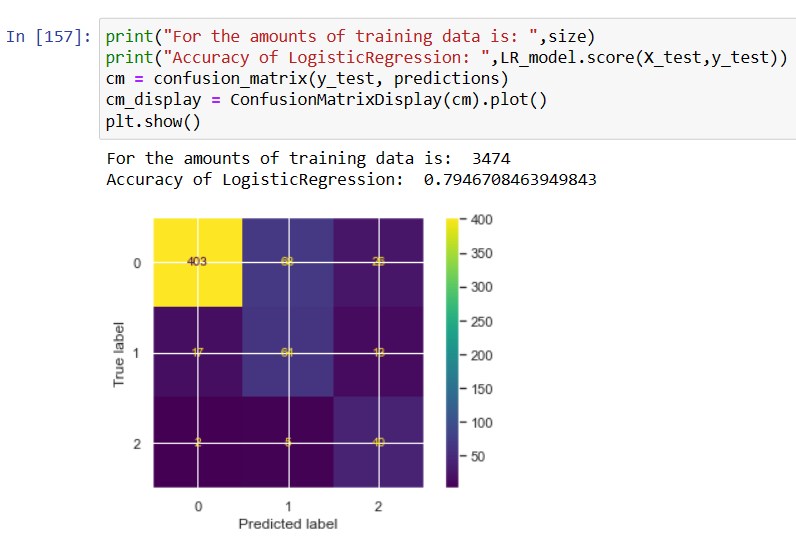 In [157]: print("For the amounts of training data is: ",size)
print("Accuracy of LogisticRegression: ",LR_model.score(X_test,y_test))
cm = confusion_matrix(y_test, predictions)
cm_display = ConfusionMatrixDisplay(cm).plot()
plt.show()
For the amounts of training data is:  3474
Accuracy of LogisticRegression:  0.7946708463949843
True label
0
403
1
17
64
13
2
2
5
40
0
1
2
Predicted label
400
350
300
250
200
150
100
50